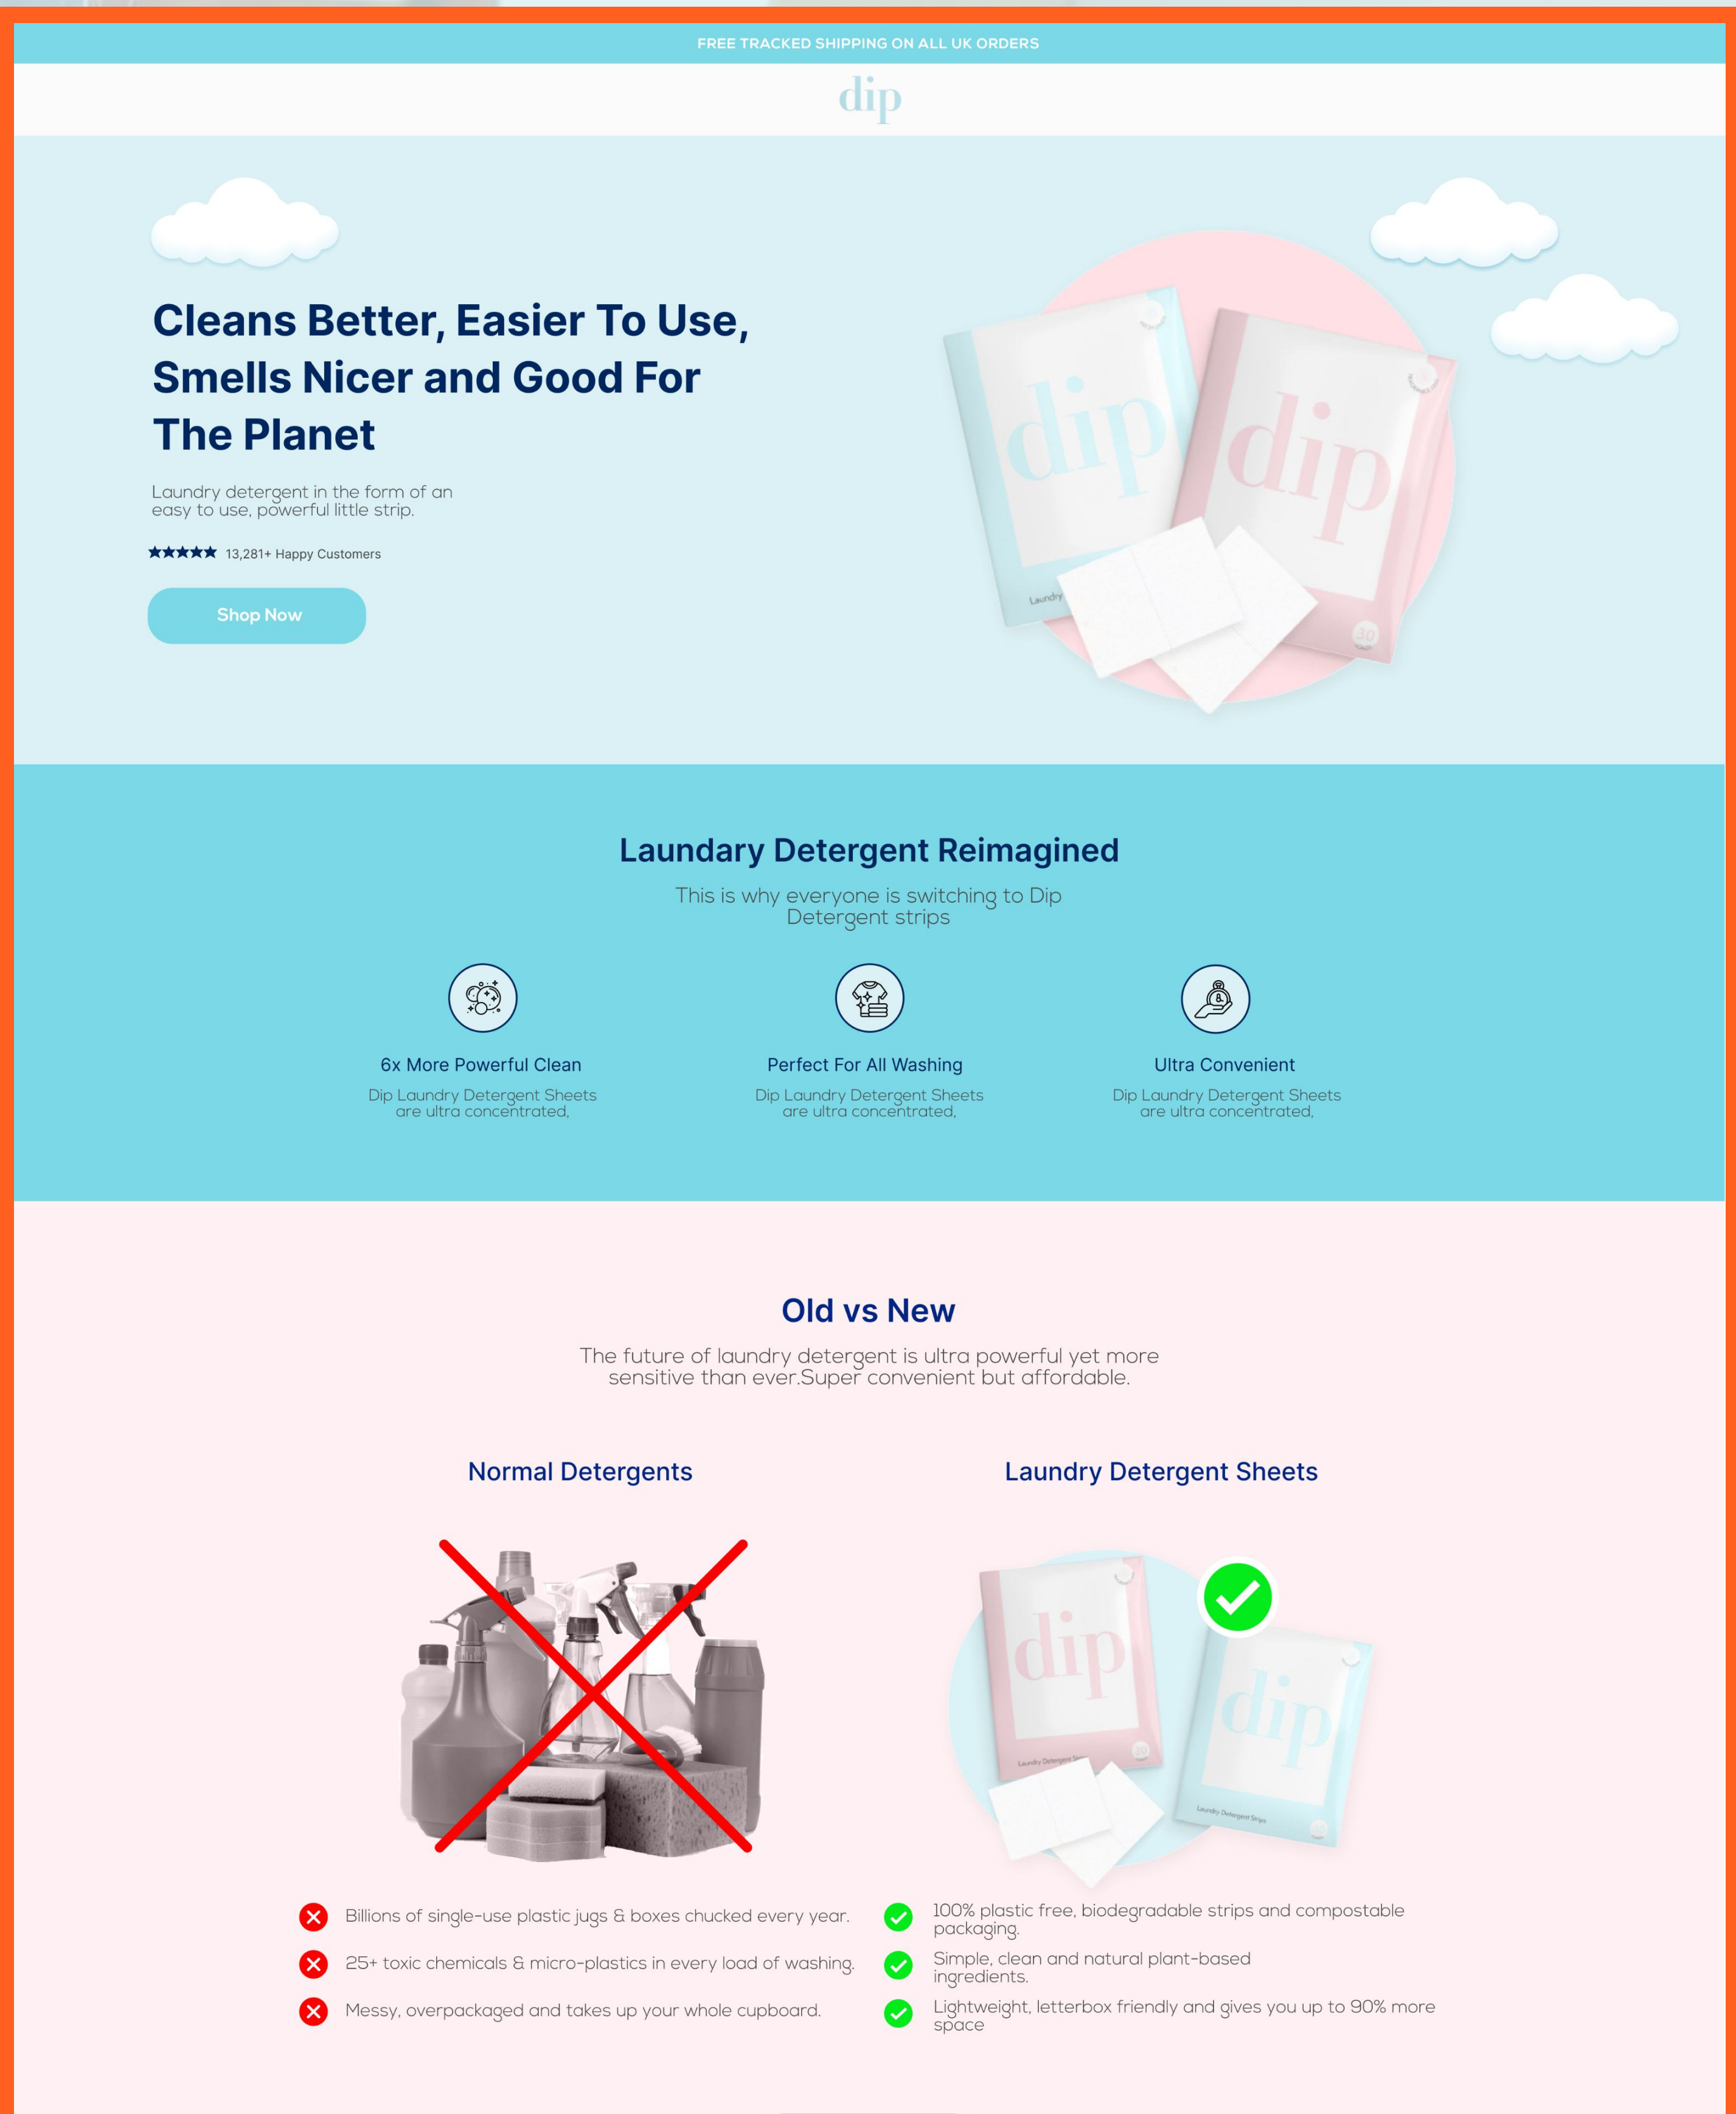 FREE TRACKED SHIPPING ON ALL UK ORDERS
dip
Cleans Better, Easier To Use,
Smells Nicer and Good For
The Planet
Laundry detergent in the form of an
easy to use, powerful little strip.
13,281+ Happy Customers
Shop Now
dip
dip
Laundry
30
Laundary Detergent Reimagined
This is why everyone is switching to Dip
Detergent strips
6x More Powerful Clean
Dip Laundry Detergent Sheets
are ultra concentrated,
Perfect For All Washing
Dip Laundry Detergent Sheets
are ultra concentrated,
Ultra Convenient
Dip Laundry Detergent Sheets
are ultra concentrated,
Old vs New
The future of laundry detergent is ultra powerful yet more
sensitive than ever.Super convenient but affordable.
Normal Detergents
Laundry Detergent Sheets
dip
Laundry Detergent
30
dip
Laundry Detergent Strips
Billions of single-use plastic jugs & boxes chucked every year.
25+ toxic chemicals & micro-plastics in every load of washing.
Messy, overpackaged and takes up your whole cupboard.
100% plastic free, biodegradable strips and compostable
packaging.
Simple, clean and natural plant-based
ingredients.
Lightweight, letterbox friendly and gives you up to 90% more
space